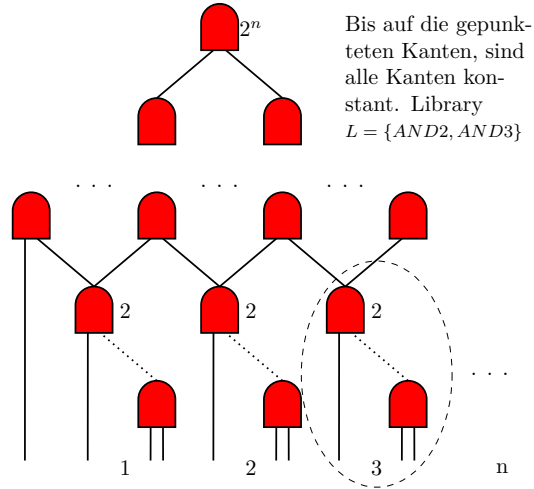 2^n
Bis auf die gepunk-
teten Kanten, sind
alle Kanten kon-
stant. Library
L = {AND2, AND3}
. . . . . . . . .
2 2 2
. . .
1 2 3 n